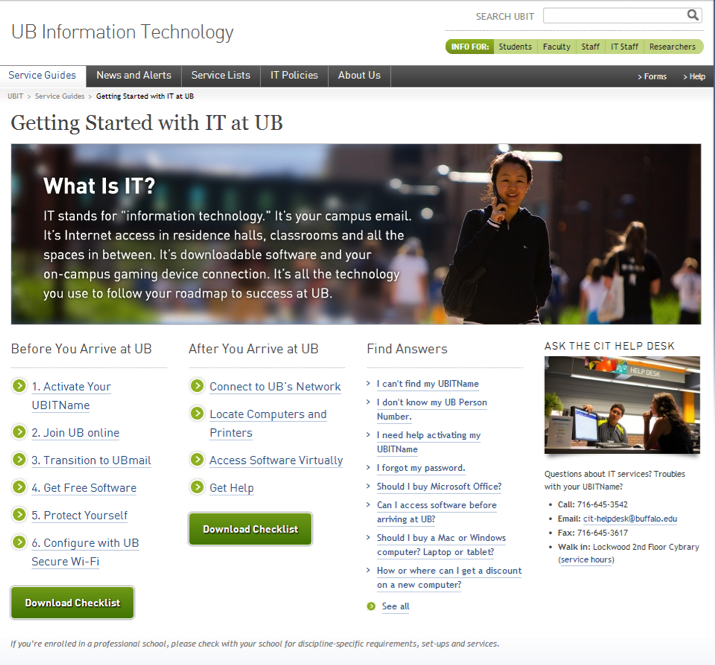 UB Information Technology
SEARCH UBIT
INFO FOR: Students Faculty Staff IT Staff Researchers
Service Guides News and Alerts Service Lists IT Policies About Us > Forms > Help
UBIT > Service Guides > Getting Started with IT at UB
Getting Started with IT at UB
What Is IT?
IT stands for "information technology." It's your campus email.
It's Internet access in residence halls, classrooms and all the
spaces in between. It's downloadable software and your
on-campus gaming device connection. It's all the technology
you use to follow your roadmap to success at UB.
Before You Arrive at UB
1. Activate Your
UBITName
2. Join UB online
3. Transition to UBmail
4. Get Free Software
5. Protect Yourself
6. Configure with UB
Secure Wi-Fi
Download Checklist
After You Arrive at UB
Connect to UB's Network
Locate Computers and
Printers
Access Software Virtually
Get Help
Download Checklist
Find Answers
I can't find my UBITName
I don't know my UB Person
Number.
I need help activating my
UBITName
I forgot my password.
Should I buy Microsoft Office?
Can I access software before
arriving at UB?
Should I buy a Mac or Windows
computer? Laptop or tablet?
How or where can I get a discount
on a new computer?
See all
ASK THE CIT HELP DESK
HELP DESK
Questions about IT services? Troubles
with your UBITName?
• Call: 716-645-3542
• Email: cit-helpdesk@buffalo.edu
• Fax: 716-645-3617
• Walk in: Lockwood 2nd Floor Cybrary
(service hours)
If you're enrolled in a professional school, please check with your school for discipline-specific requirements, set-ups and services.